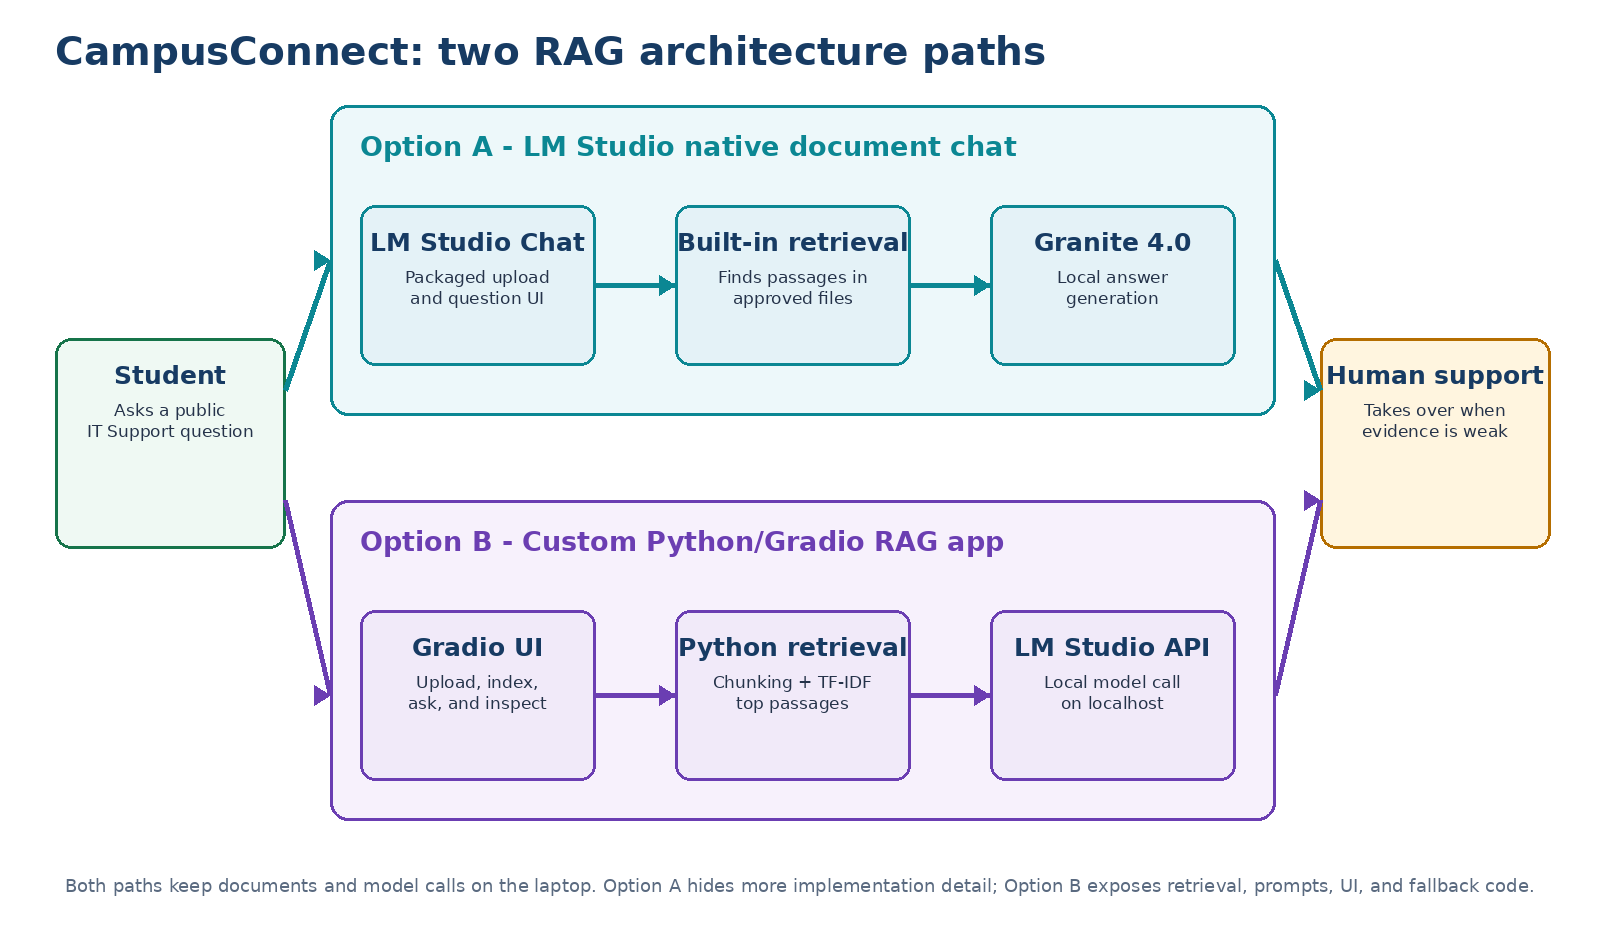 CampusConnect: two RAG architecture paths
Option A - LM Studio native document chat
LM Studio Chat
Packaged upload
and question UI
Built-in retrieval
Finds passages in
approved files
Granite 4.0
Local answer
generation
Student
Asks a public
IT Support question
Human support
Takes over when
evidence is weak
Option B - Custom Python/Gradio RAG app
Gradio UI
Upload, index,
ask, and inspect
Python retrieval
Chunking + TF-IDF
top passages
LM Studio API
Local model call
on localhost
Both paths keep documents and model calls on the laptop. Option A hides more implementation detail; Option B exposes retrieval, prompts, UI, and fallback code.